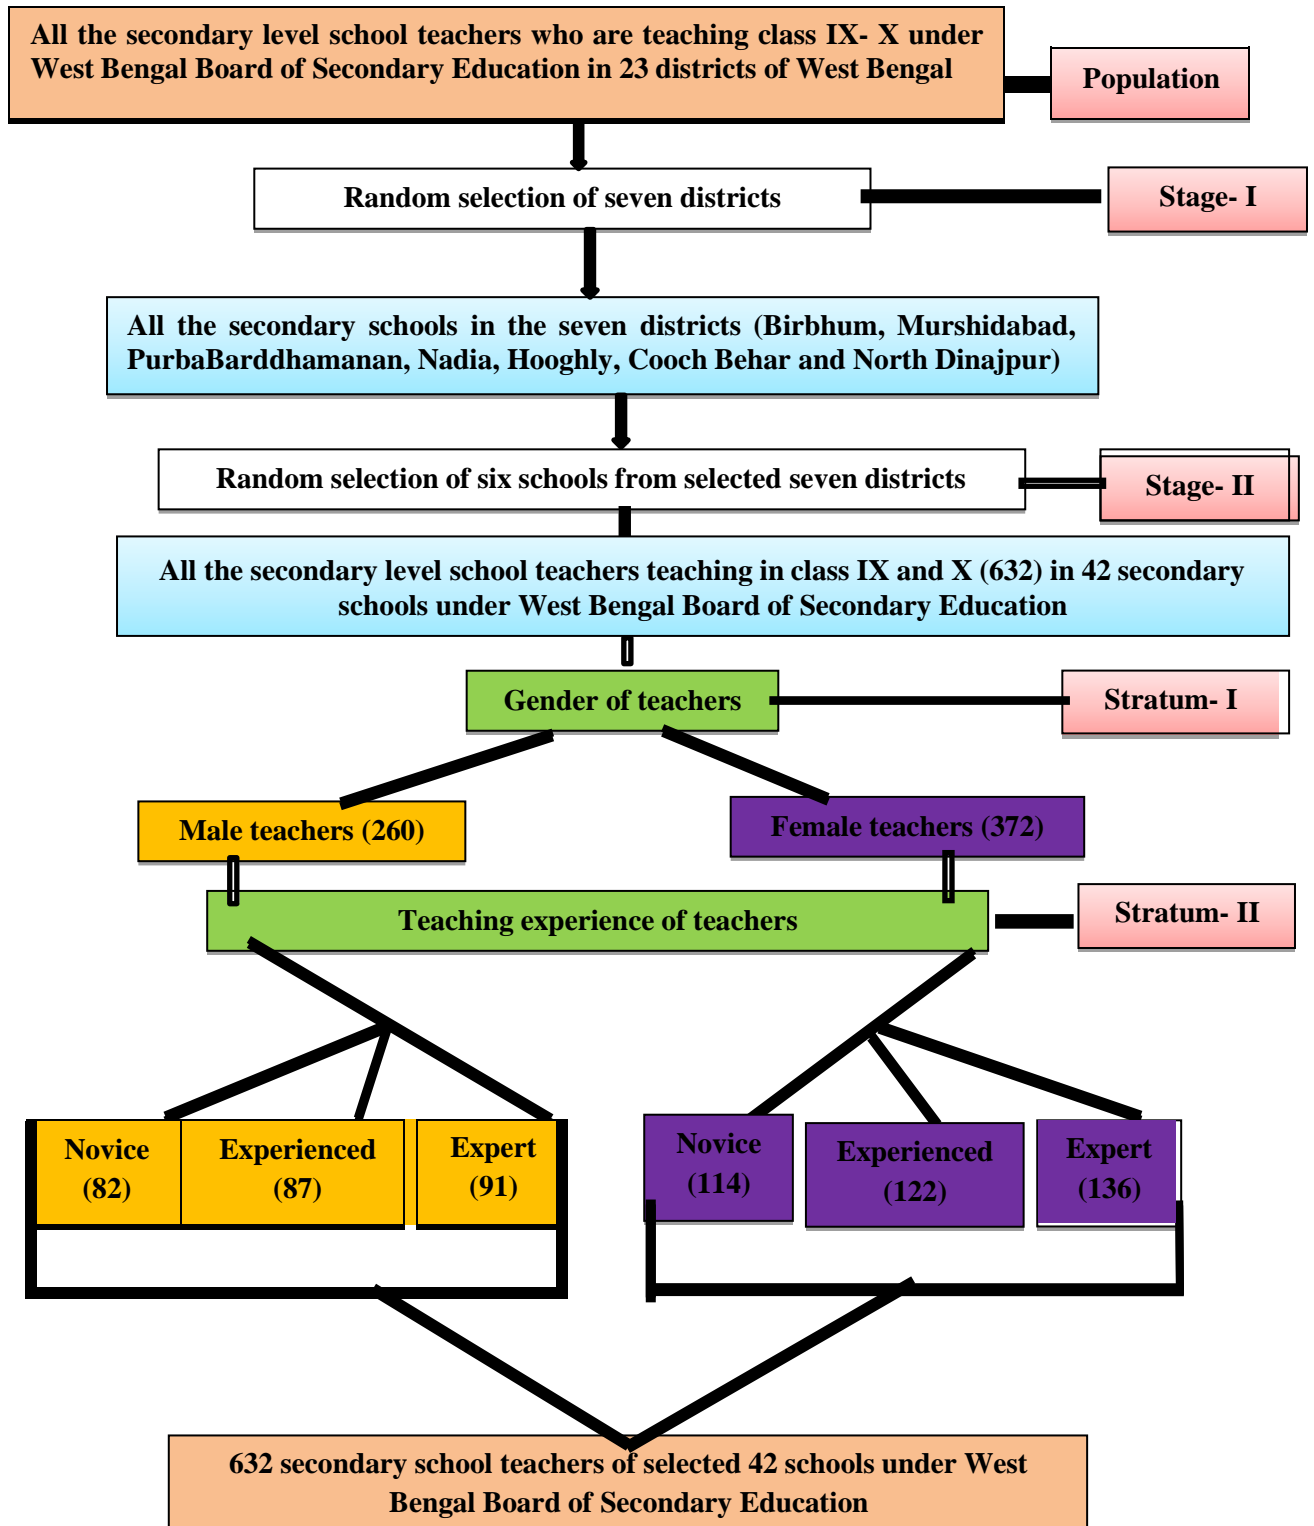 All the secondary level school teachers who are teaching class IX- X under
West Bengal Board of Secondary Education in 23 districts of West Bengal
Population
Random selection of seven districts
Stage- I
All the secondary schools in the seven districts (Birbhum, Murshidabad,
PurbaBarddhamanan, Nadia, Hooghly, Cooch Behar and North Dinajpur)
Random selection of six schools from selected seven districts
Stage- II
All the secondary level school teachers teaching in class IX and X (632) in 42 secondary
schools under West Bengal Board of Secondary Education
Gender of teachers
Stratum- I
Male teachers (260)
Female teachers (372)
Teaching experience of teachers
Stratum- II
Novice
(82)
Experienced
(87)
Expert
(91)
Novice
(114)
Experienced
(122)
Expert
(136)
632 secondary school teachers of selected 42 schools under West
Bengal Board of Secondary Education